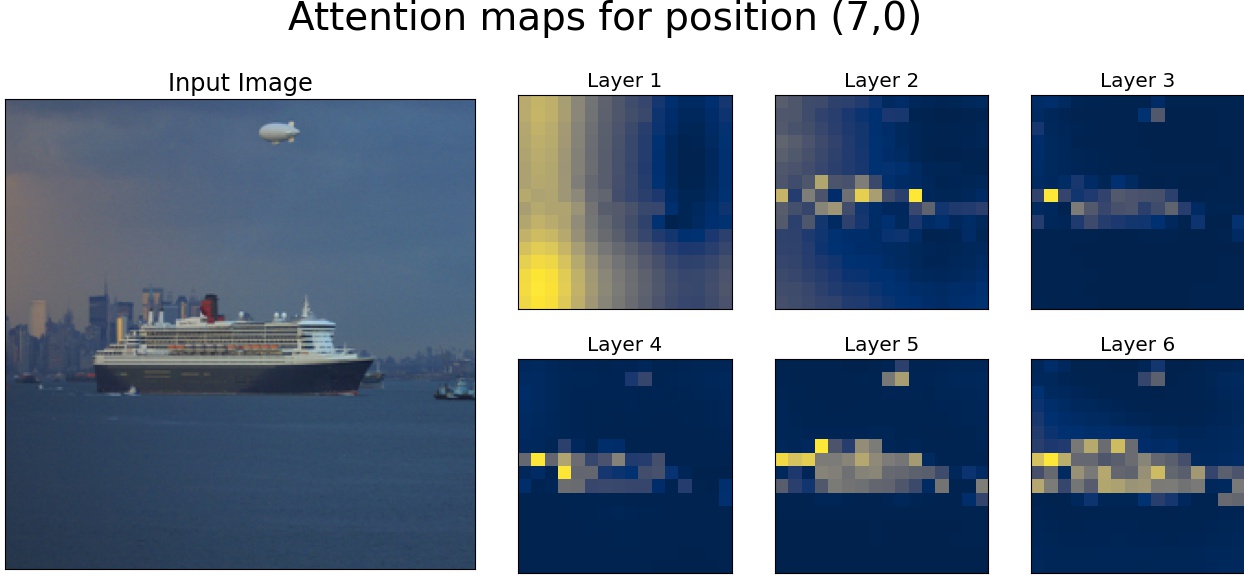 Attention maps for position (7,0)
Input Image
Layer 1
Layer 2
Layer 3
Layer 4
Layer 5
Layer 6